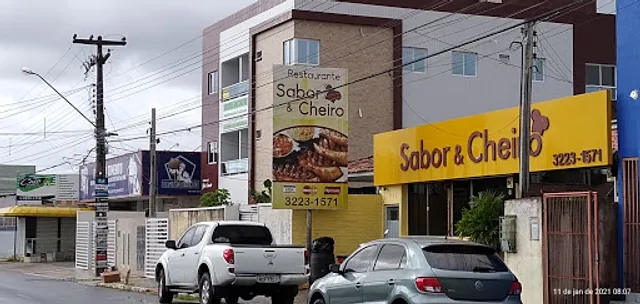 Restaurante
Sabor
& Cheiro
3223-1571
Sabor & Cheiro
3223-1571
11 de jan de 2021 08:07